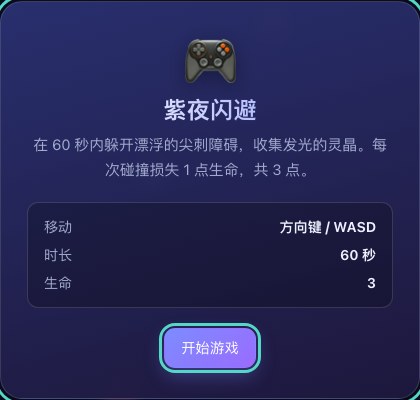 紫夜闪避
在 60 秒内躲开漂浮的尖刺障碍，收集发光的灵晶。每
次碰撞损失 1 点生命，共 3 点。
移动 方向键 / WASD
时长 60 秒
生命 3
开始游戏